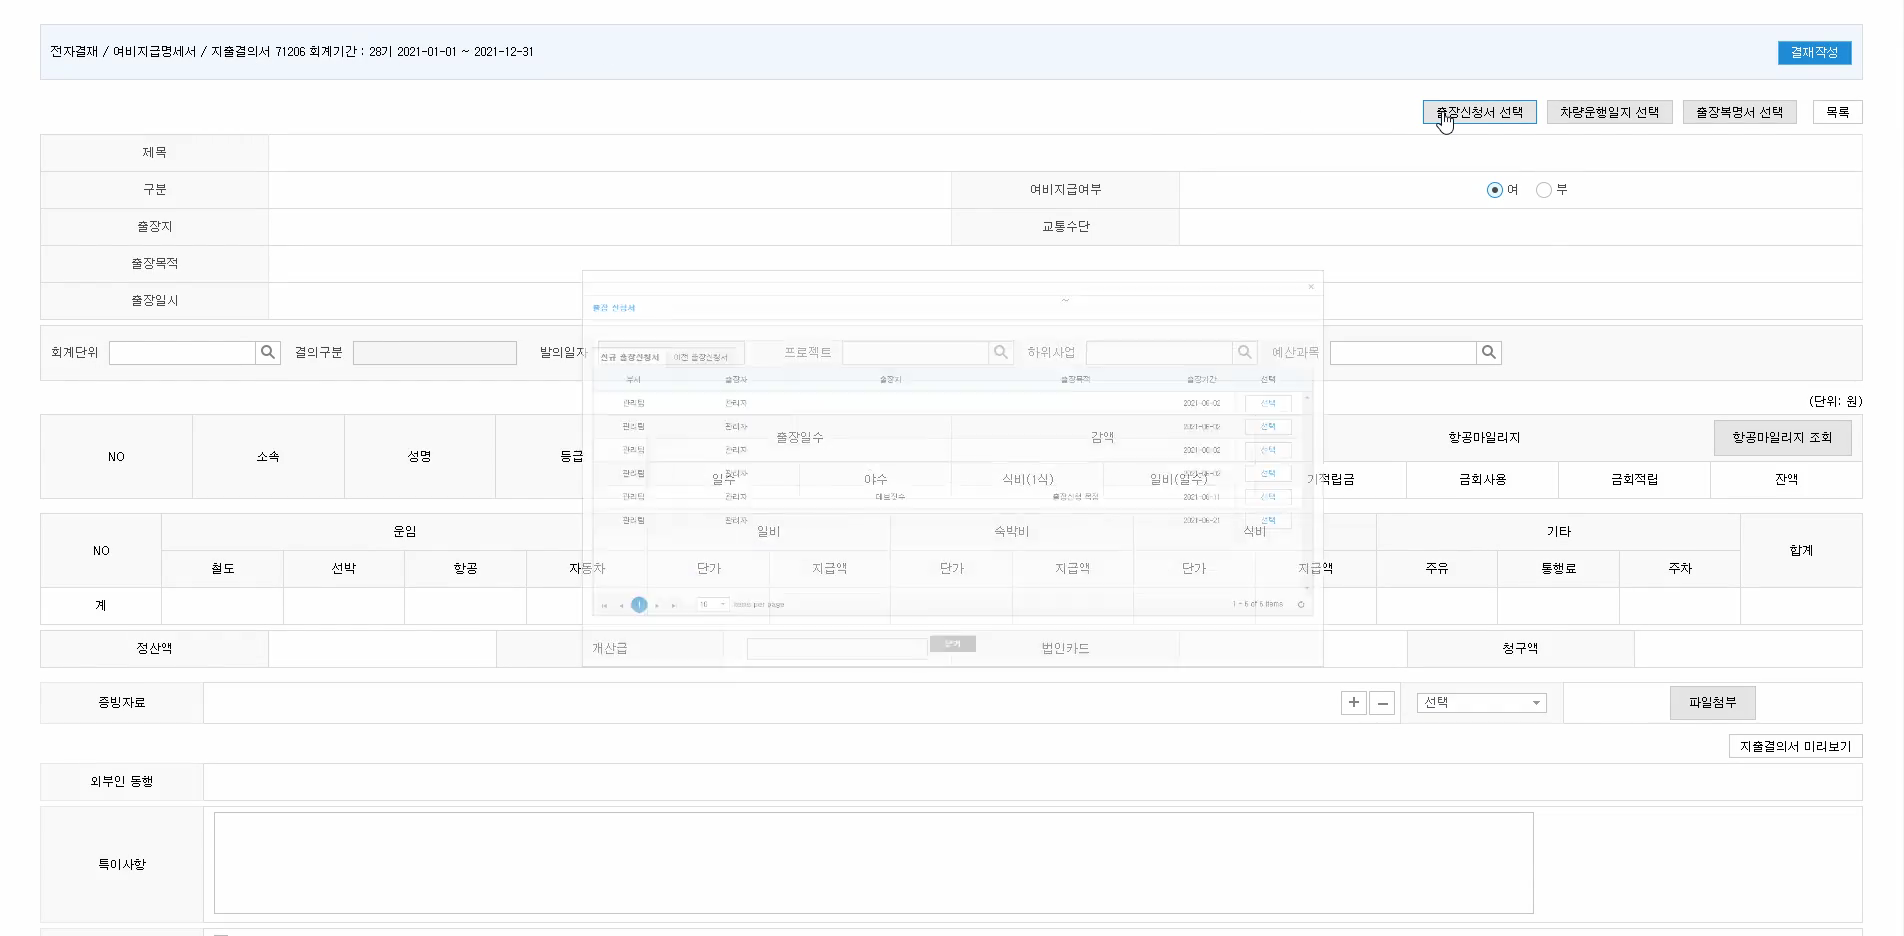 전자결재 / 여비지급명세서 / 지출결의서 71206 회계기간 : 28기 2021-01-01 ~ 2021-12-31
결재작성
출장신청서 선택
차량운행일지 선택
출장복명서 선택
목록
제목
구분
여비지급여부
여
부
출장지
교통수단
출장목적
출장일시
~
출장 신청서
회계단위
결의구분
발의일자
프로젝트
하위사업
예산과목
신규 출장신청서
이전 출장신청서
부서 출장자 출장지 출장목적 출장기간 선택
관리팀 관리자 2021-06-02 선택
관리팀 관리자 선택
관리팀 관리자 선택
관리팀 관리자 선택
관리팀 관리자 출장신청 목적 2021-06-11 선택
관리팀 관리자 2021-06-21 선택
(단위: 원)
NO
소속
성명
등급
출장일수
감액
항공마일리지
항공마일리지 조회
일수
야수
식비(1식)
일비(일수)
기적립금
금회사용
금회적립
잔액
NO
운임
일비
숙박비
식비
기타
합계
철도
선박
항공
자동차
단가
지급액
단가
지급액
단가
지급액
주유
통행료
주차
계
1
10
items per page
1 - 6 of 6 items
정산액
개산급
닫기
법인카드
청구액
증빙자료
선택
파일첨부
지출결의서 미리보기
외부인 동행
특이사항